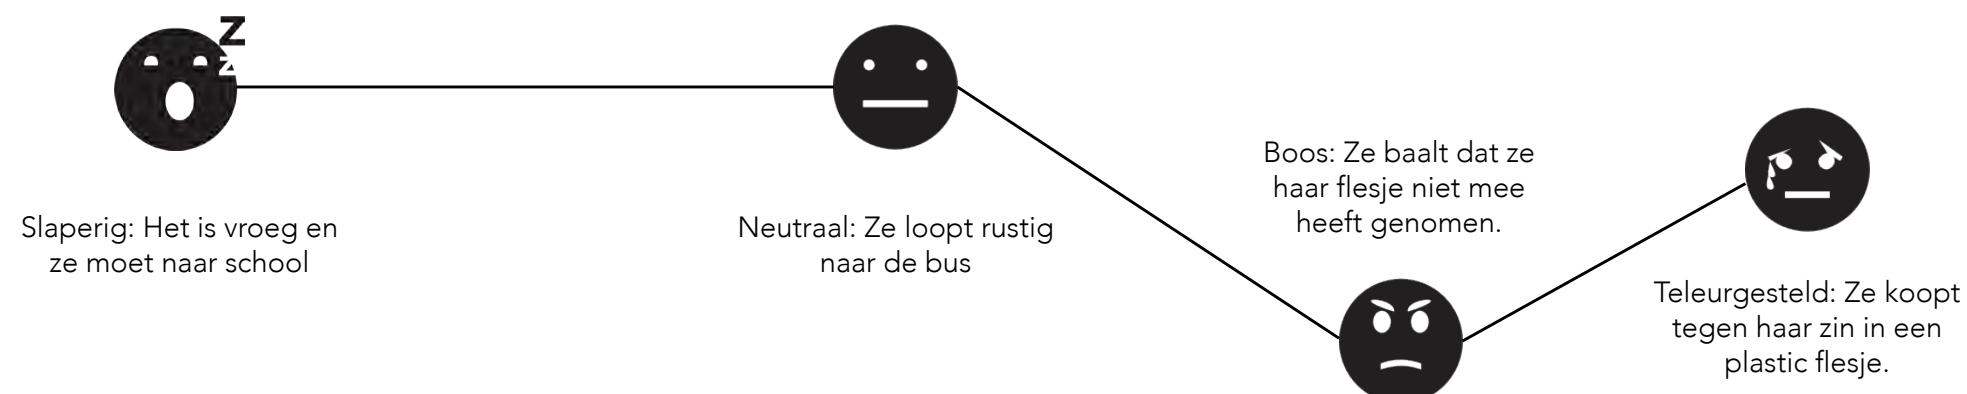 Z
z
Slaperig: Het is vroeg en
ze moet naar school
Neutraal: Ze loopt rustig
naar de bus
Boos: Ze baalt dat ze
haar flesje niet mee
heeft genomen.
Teleurgesteld: Ze koopt
tegen haar zin in een
plastic flesje.